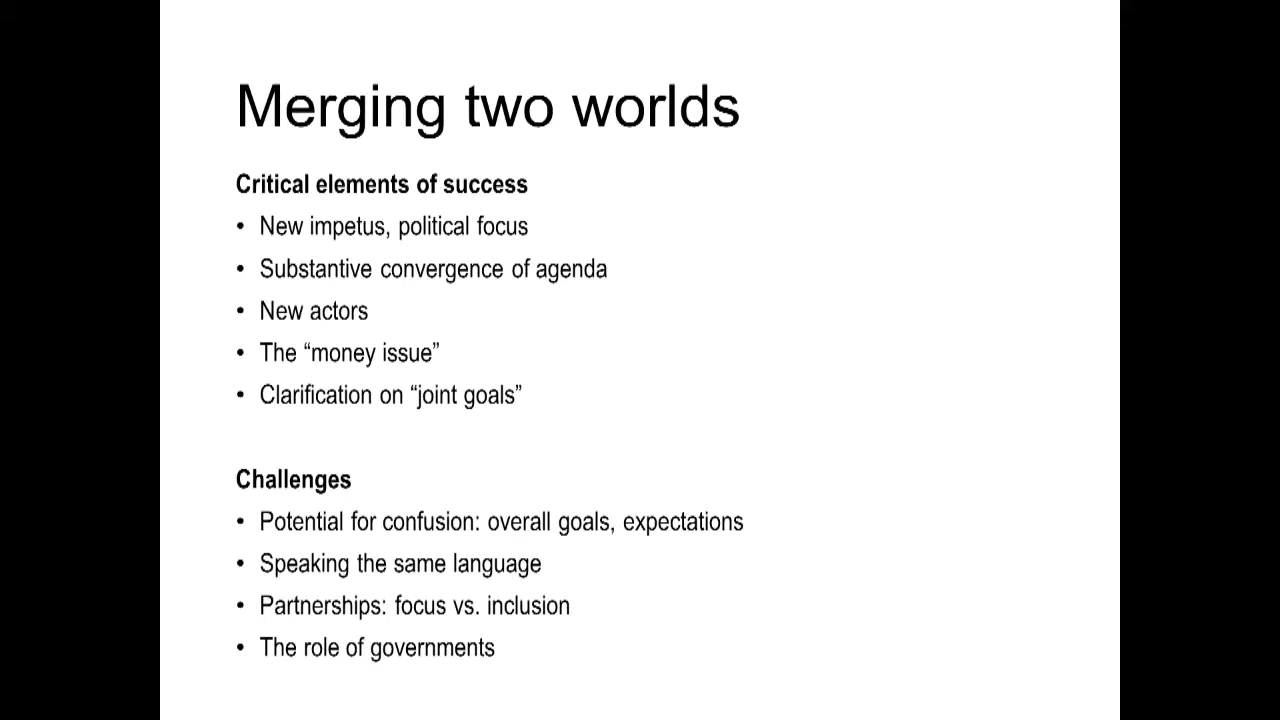 Merging two worlds
Critical elements of success
• New impetus, political focus
• Substantive convergence of agenda
• New actors
• The “money issue”
• Clarification on “joint goals”
Challenges
• Potential for confusion: overall goals, expectations
• Speaking the same language
• Partnerships: focus vs. inclusion
• The role of governments